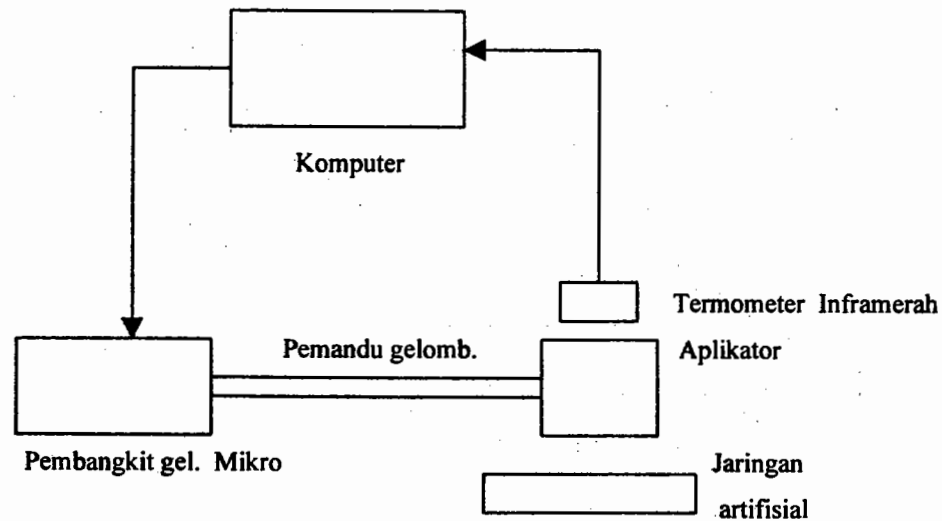 Komputer
Termometer Inframerah
Pemandu gelomb.
Aplikator
Pembangkit gel. Mikro
Jaringan
artifisial